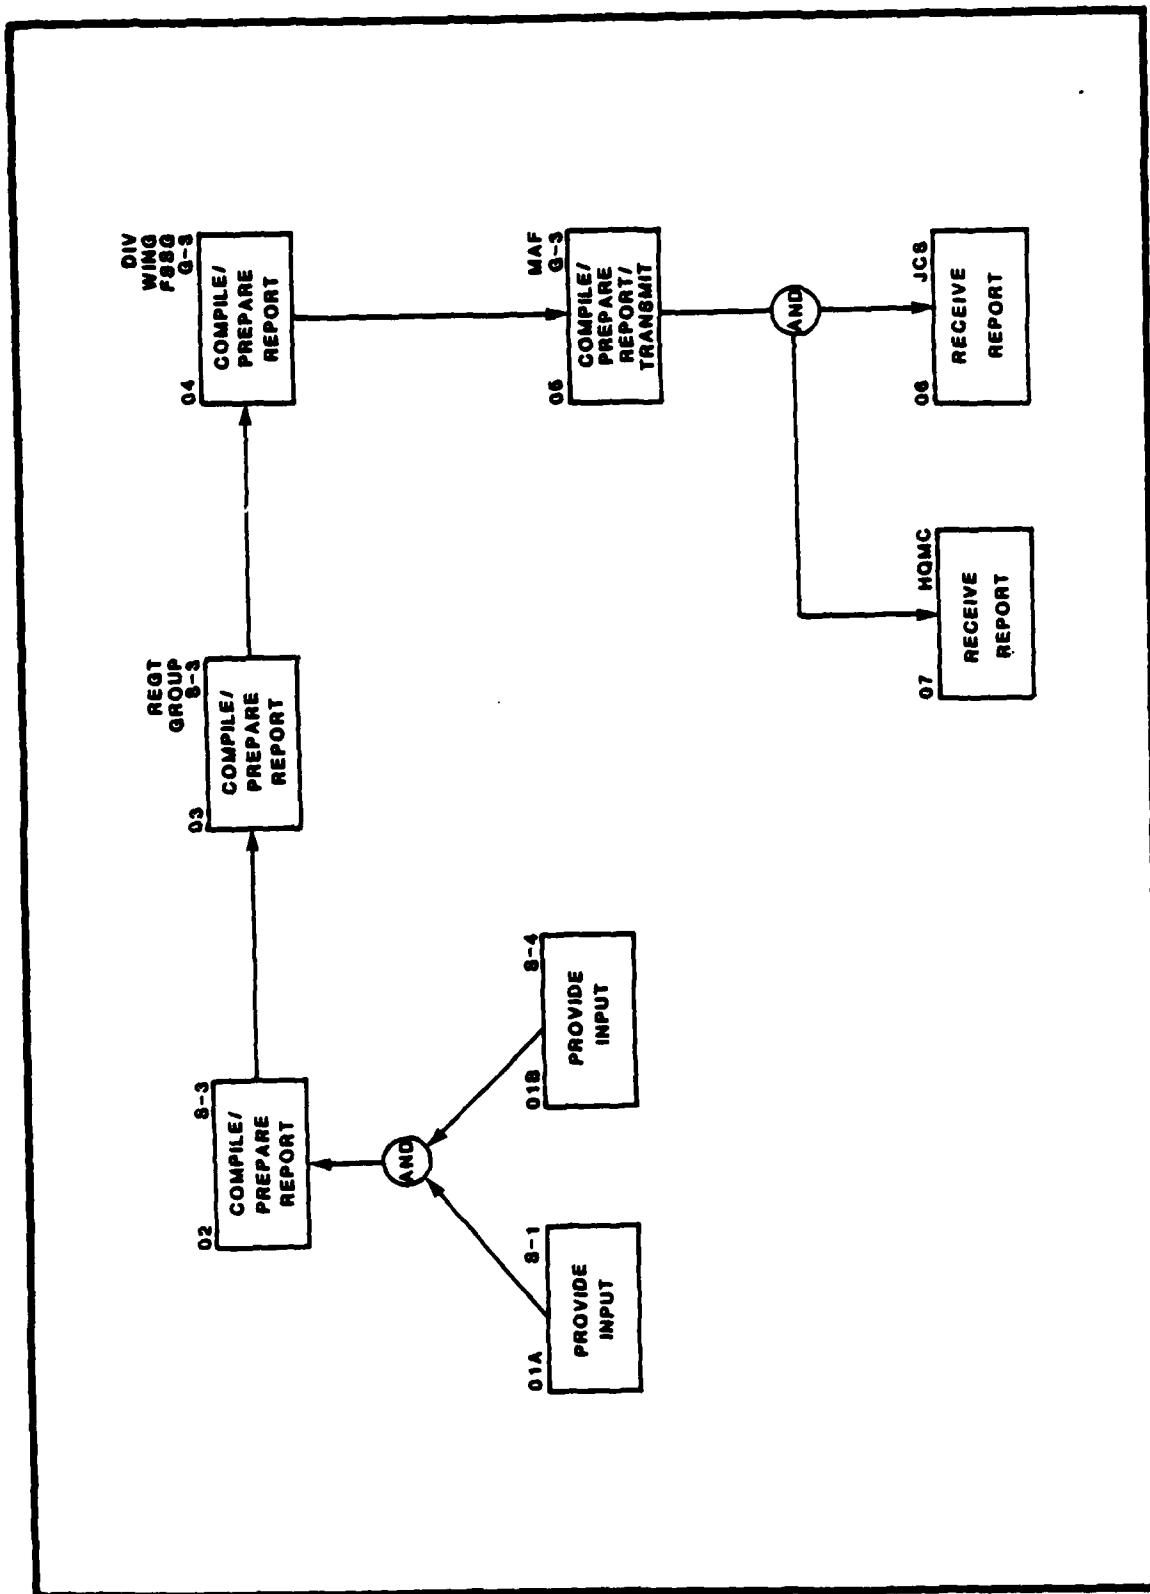 02
S-3
COMPILE/
PREPARE
REPORT
REGT
GROUP
S-3
03
COMPILE/
PREPARE
REPORT
DIV
WING
FSSG
G-3
04
COMPILE/
PREPARE
REPORT
AND
01A
S-1
PROVIDE
INPUT
01B
S-4
PROVIDE
INPUT
MAF
G-3
05
COMPILE/
PREPARE
REPORT/
TRANSMIT
AND
07
HQMC
RECEIVE
REPORT
06
JCS
RECEIVE
REPORT